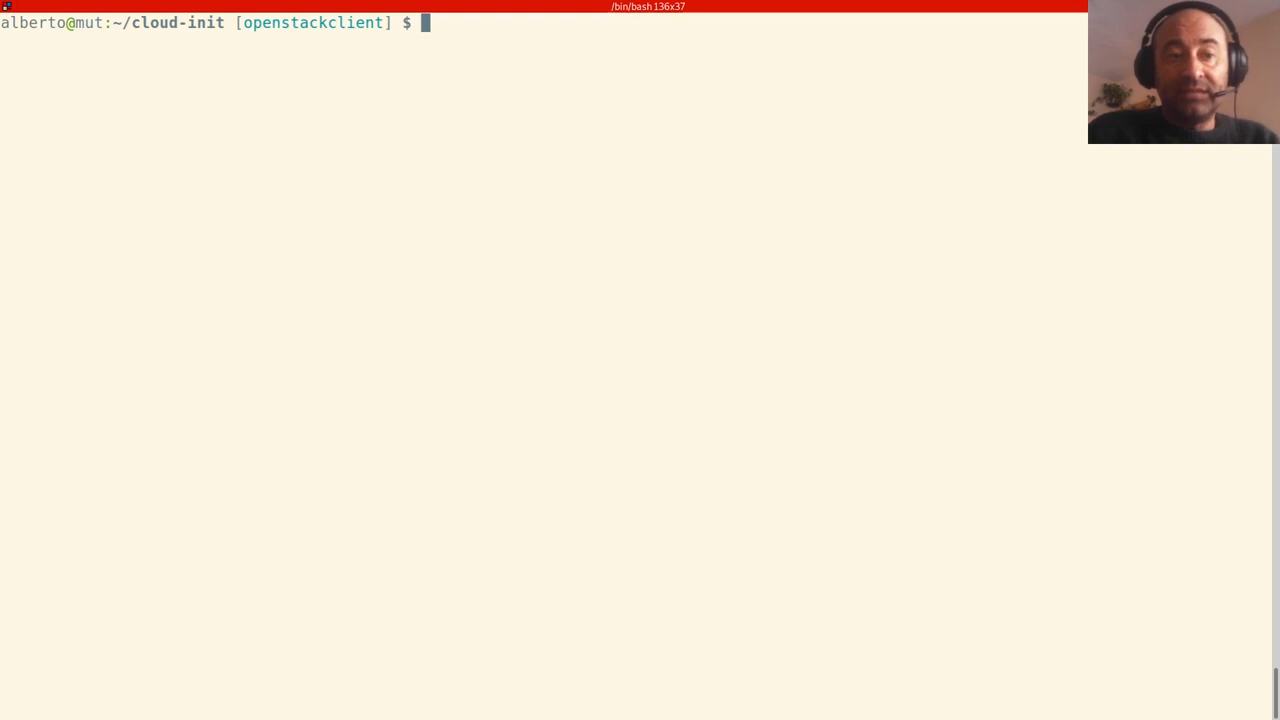 /bin/bash 136x37
alberto@mut:~/cloud-init [openstackclient] $